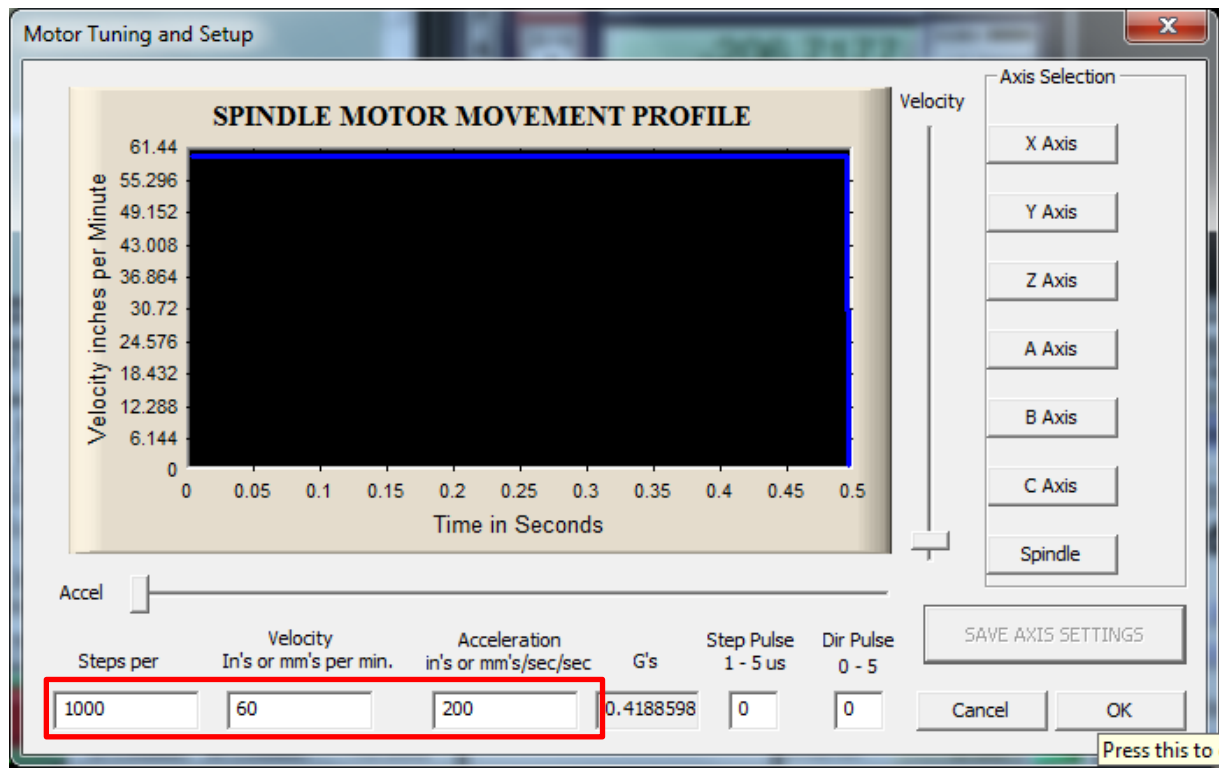 Motor Tuning and Setup
SPINDLE MOTOR MOVEMENT PROFILE
Velocity inches per Minute
61.44
55.296
49.152
43.008
36.864
30.72
24.576
18.432
12.288
6.144
0
0 0.05 0.1 0.15 0.2 0.25 0.3 0.35 0.4 0.45 0.5
Time in Seconds
Velocity
Axis Selection
X Axis
Y Axis
Z Axis
A Axis
B Axis
C Axis
Spindle
Accel
Steps per
Velocity
In's or mm's per min.
Acceleration
in's or mm's/sec/sec
G's
Step Pulse
1 - 5 us
Dir Pulse
0 - 5
SAVE AXIS SETTINGS
1000 60 200 0.4188598 0 0
Cancel OK
Press this to